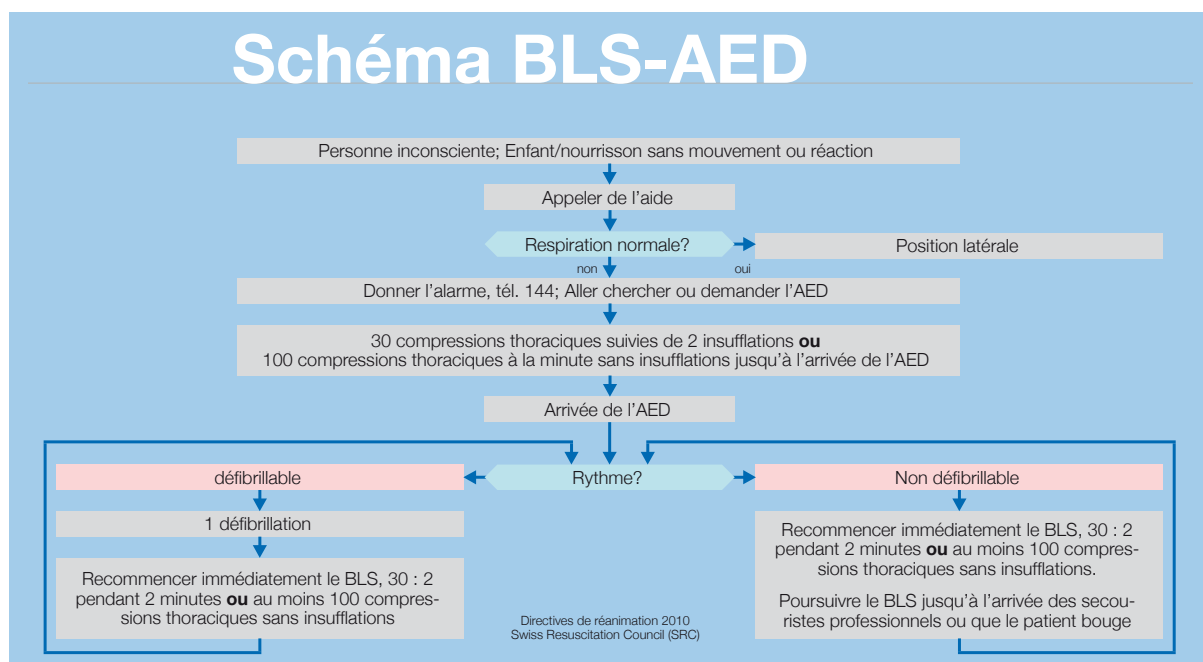 Schéma BLS-AED
Personne inconsciente; Enfant/nourrisson sans mouvement ou réaction
Appeler de l'aide
Respiration normale?
Position latérale
non
oui
Donner l'alarme, tél. 144; Aller chercher ou demander l'AED
30 compressions thoraciques suivies de 2 insufflations ou
100 compressions thoraciques à la minute sans insufflations jusqu'à l'arrivée de l'AED
Arrivée de l'AED
défibrillable
Rythme?
Non défibrillable
1 défibrillation
Recommencer immédiatement le BLS, 30 : 2
pendant 2 minutes ou au moins 100 compres-
sions thoraciques sans insufflations
Recommencer immédiatement le BLS, 30 : 2
pendant 2 minutes ou au moins 100 compres-
sions thoraciques sans insufflations.
Poursuivre le BLS jusqu'à l'arrivée des secou-
ristes professionnels ou que le patient bouge
Directives de réanimation 2010
Swiss Resuscitation Council (SRC)